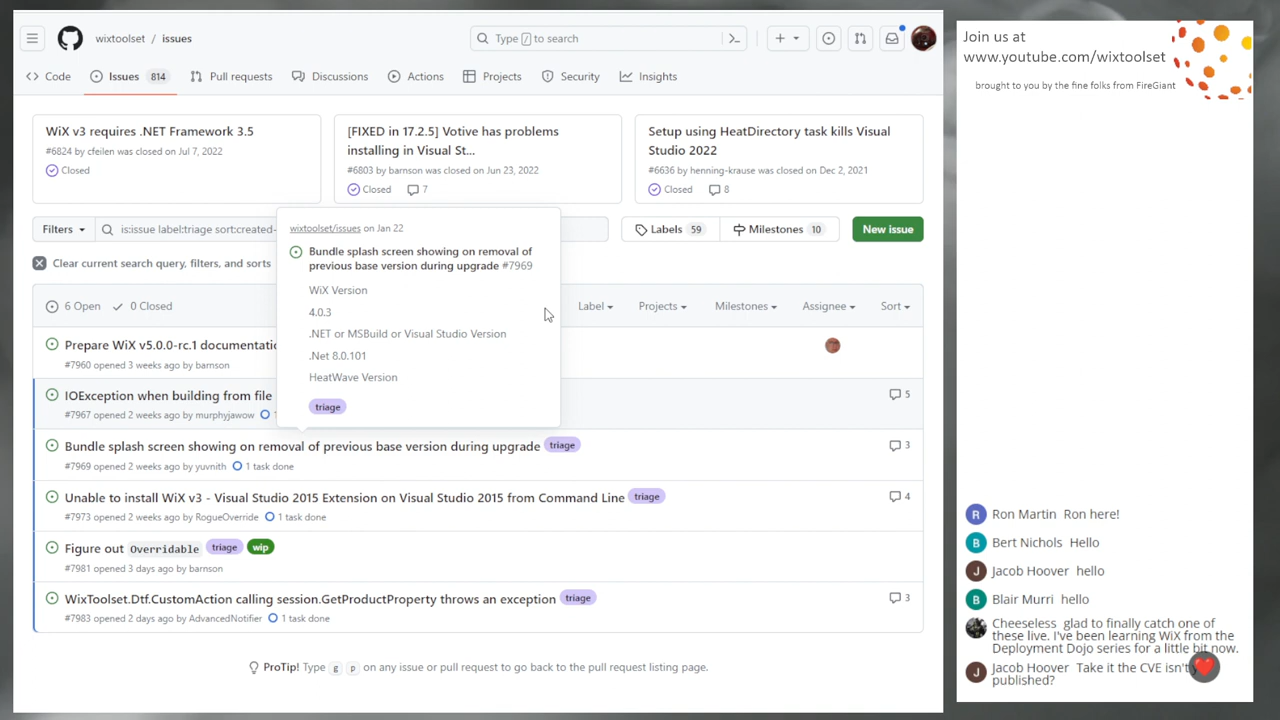 wixtoolset / issues
Type / to search
Code
Issues 814
Pull requests
Discussions
Actions
Projects
Security
Insights
WiX v3 requires .NET Framework 3.5
#6824 by cfeilen was closed on Jul 7, 2022
Closed
[FIXED in 17.2.5] Votive has problems
installing in Visual St...
#6803 by barnson was closed on Jun 23, 2022
Closed 7
Setup using HeatDirectory task kills Visual
Studio 2022
#6636 by henning-krause was closed on Dec 2, 2021
Closed 8
Filters
is:issue label:triage sort:created-
Labels 59
Milestones 10
New issue
Clear current search query, filters, and sorts
wixtoolset/issues on Jan 22
Bundle splash screen showing on removal of
previous base version during upgrade #7969
WiX Version
4.0.3
.NET or MSBuild or Visual Studio Version
.Net 8.0.101
HeatWave Version
triage
6 Open
0 Closed
Label
Projects
Milestones
Assignee
Sort
Prepare WiX v5.0.0-rc.1 documentatio
#7960 opened 3 weeks ago by barnson
IOException when building from file
#7967 opened 2 weeks ago by murphyjawow 1
5
Bundle splash screen showing on removal of previous base version during upgrade triage
#7969 opened 2 weeks ago by yuvnith 1 task done
3
Unable to install WiX v3 - Visual Studio 2015 Extension on Visual Studio 2015 from Command Line triage
#7973 opened 2 weeks ago by RogueOverride 1 task done
4
Figure out Overridable triage wip
#7981 opened 3 days ago by barnson
WixToolset.Dtf.CustomAction calling session.GetProductProperty throws an exception triage
#7983 opened 2 days ago by AdvancedNotifier 1 task done
3
ProTip! Type g p on any issue or pull request to go back to the pull request listing page.
Join us at
www.youtube.com/wixtoolset
brought to you by the fine folks from FireGiant
R Ron Martin Ron here!
B Bert Nichols Hello
J Jacob Hoover hello
B Blair Murri hello
Cheeseless glad to finally catch one of
these live. I've been learning WiX from the
Deployment Dojo series for a little bit now.
J Jacob Hoover Take it the CVE isn't
published?